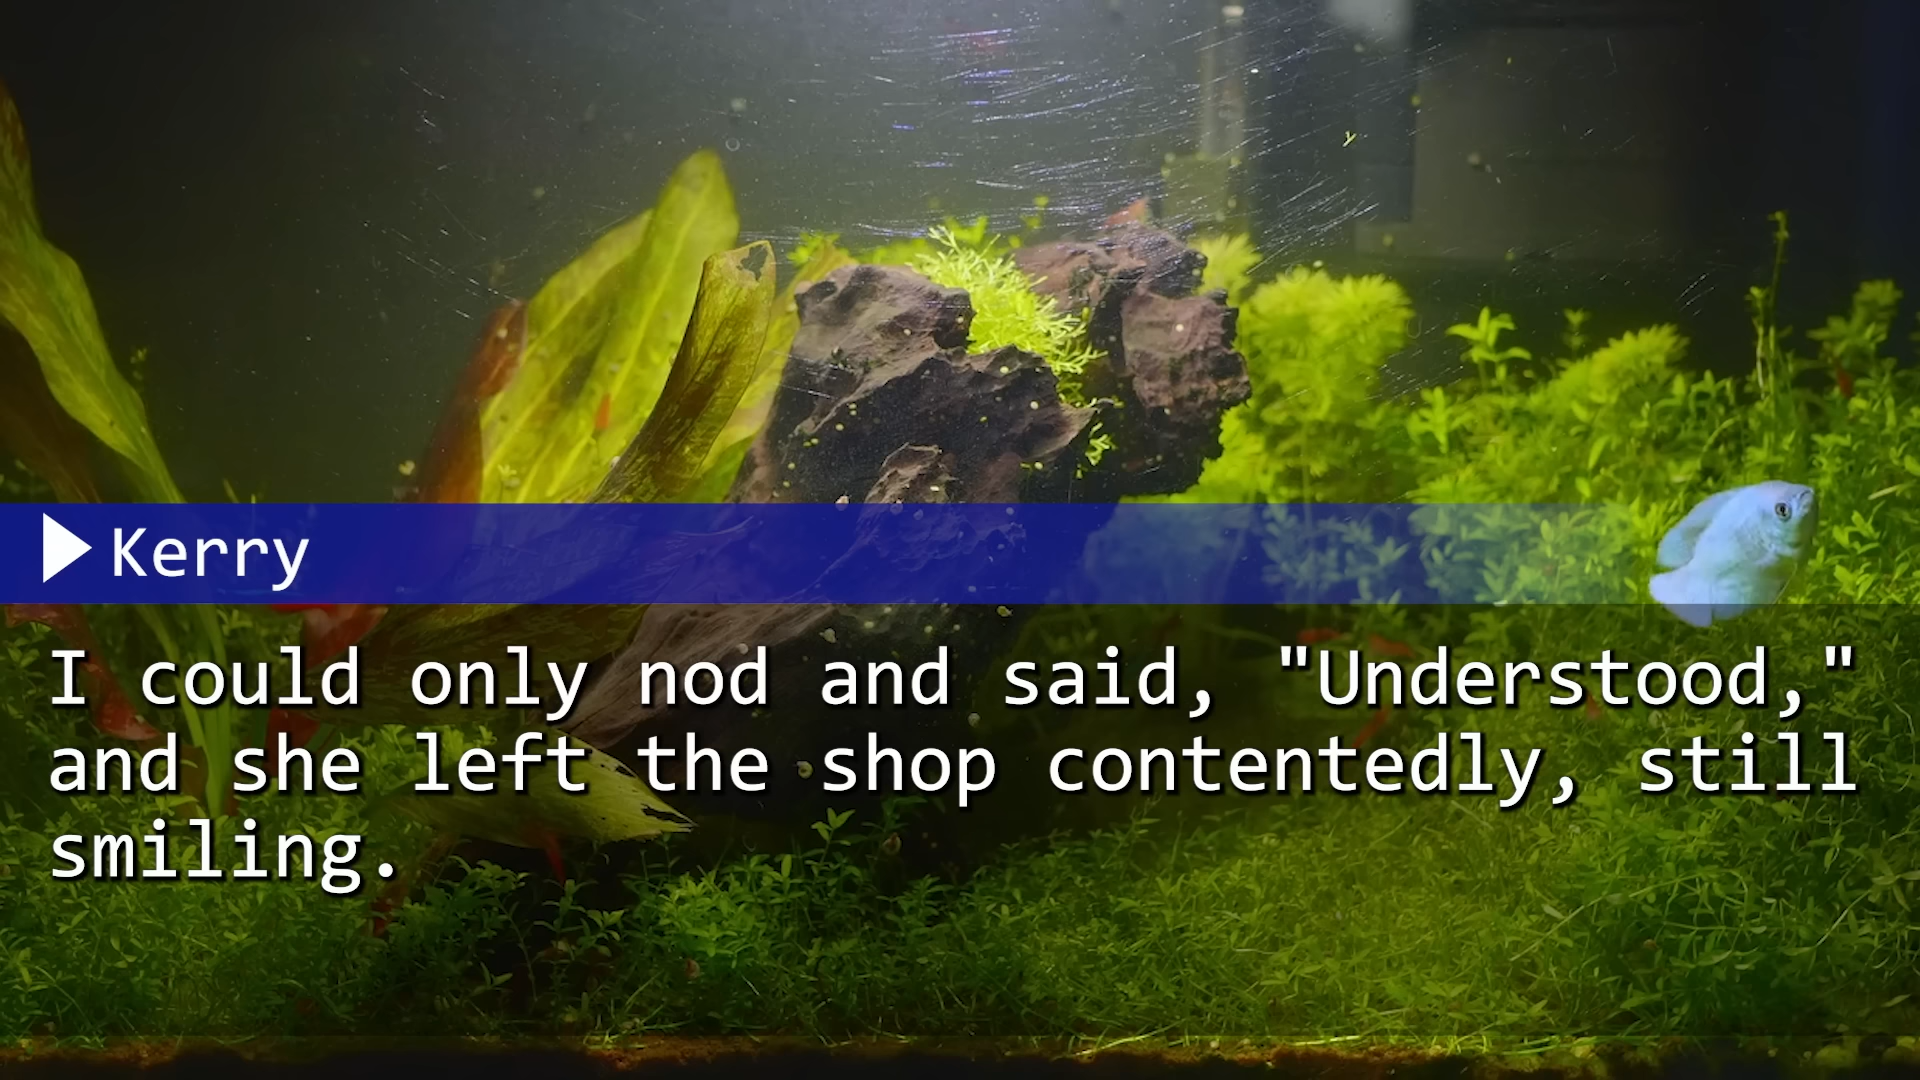 Kerry
I could only nod and said, "Understood,"
and she left the shop contentedly, still
smiling.